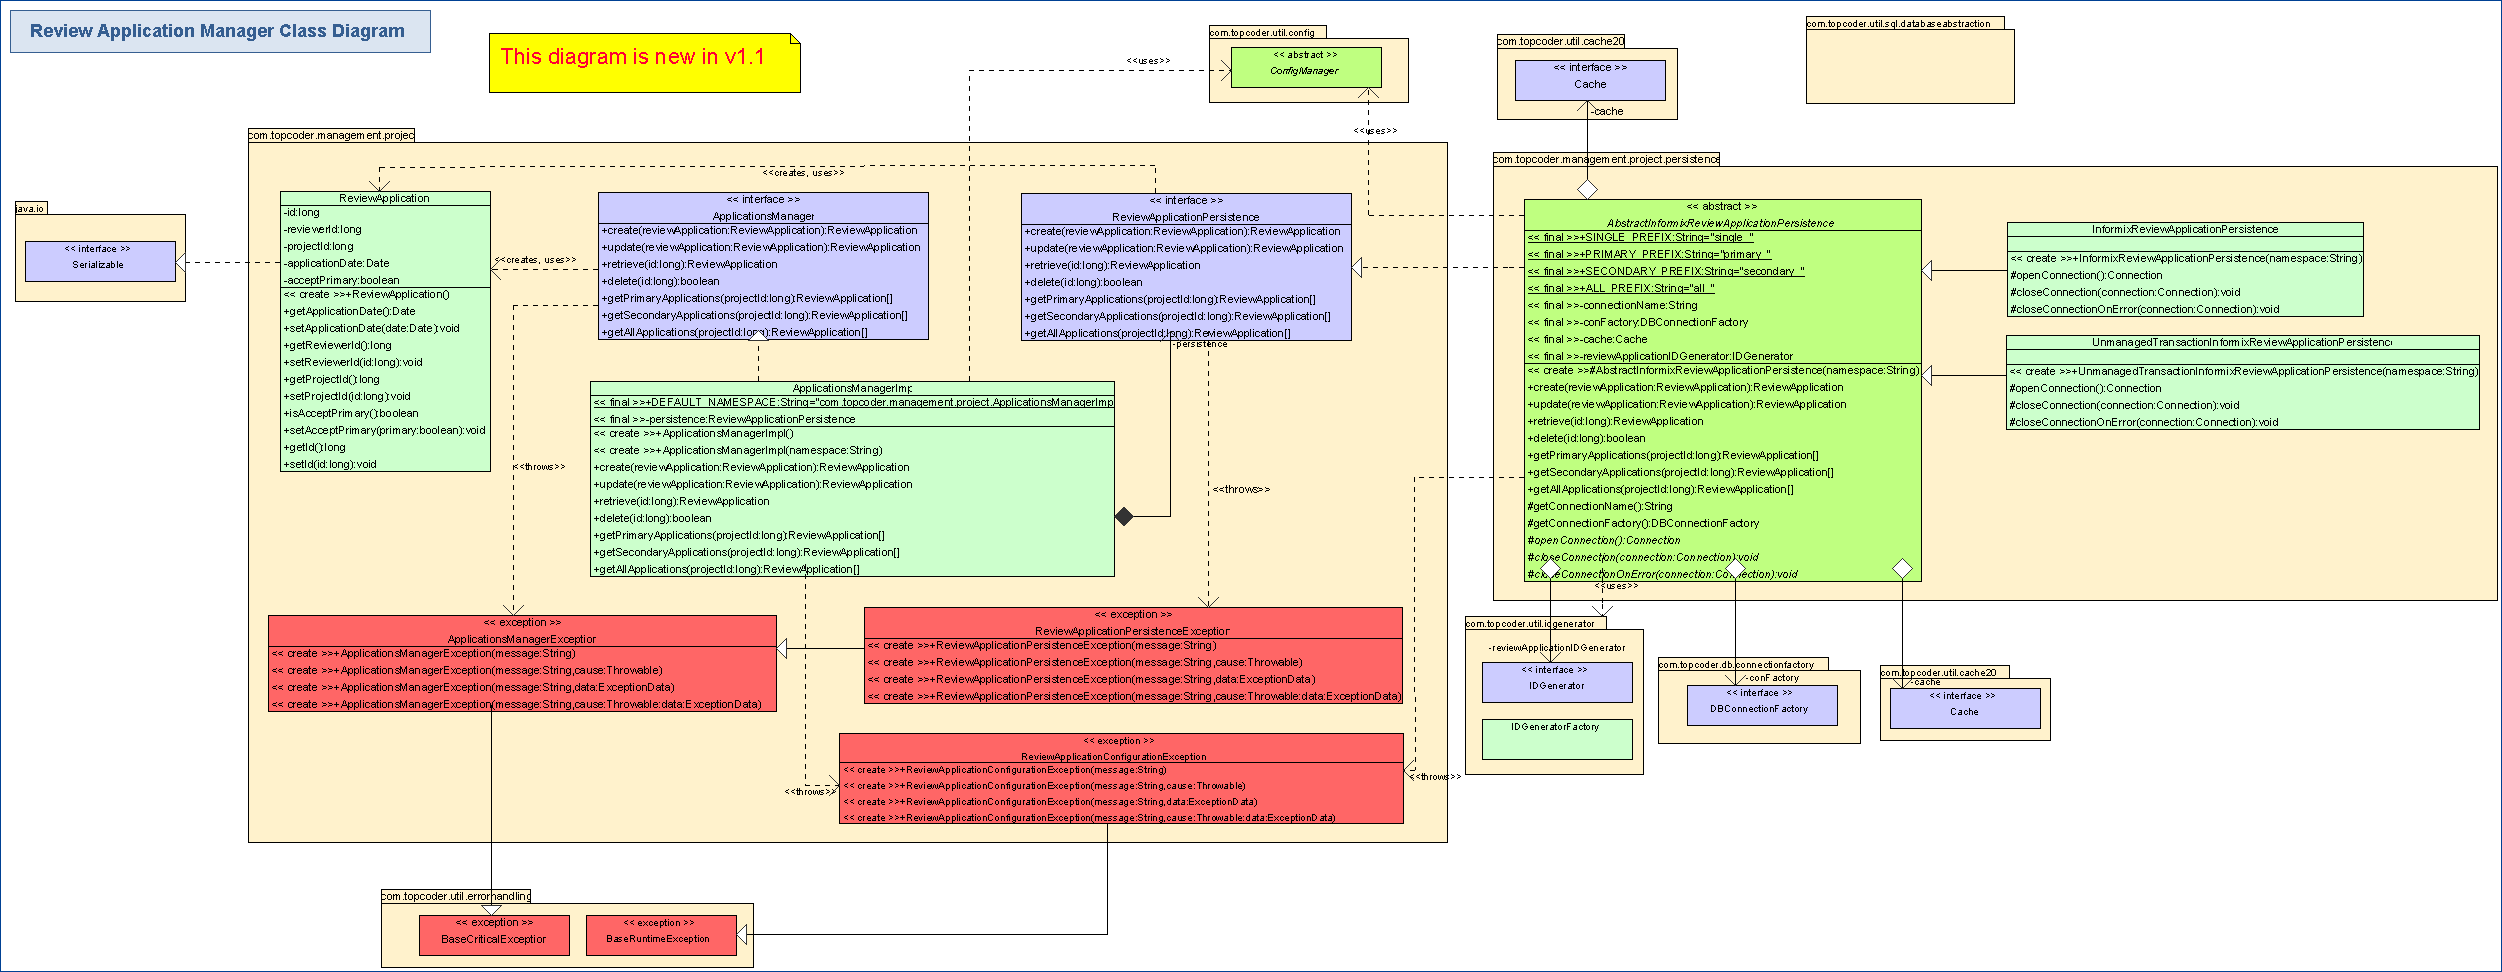 Review Application Manager Class Diagram
This diagram is new in v1.1
com.topcoder.util.config
<< abstract >>
ConfigManager
<<uses>>
<<uses>>
com.topcoder.util.cache20
<< interface >>
Cache
-cache
com.topcoder.util.sql.databaseabstraction
java.io
<< interface >>
Serializable
com.topcoder.management.projec
<<creates, uses>>
ReviewApplication
-id:long
-reviewerId:long
-projectId:long
-applicationDate:Date
-acceptPrimary:boolean
<< create >>+ReviewApplication()
+getApplicationDate():Date
+setApplicationDate(date:Date):void
+getReviewerId():long
+setReviewerId(id:long):void
+getProjectId():long
+setProjectId(id:long):void
+isAcceptPrimary():boolean
+setAcceptPrimary(primary:boolean):void
+getId():long
+setId(id:long):void
<<creates, uses>>
<< interface >>
ApplicationsManager
+create(reviewApplication:ReviewApplication):ReviewApplication
+update(reviewApplication:ReviewApplication):ReviewApplication
+retrieve(id:long):ReviewApplication
+delete(id:long):boolean
+getPrimaryApplications(projectId:long):ReviewApplication[]
+getSecondaryApplications(projectId:long):ReviewApplication[]
+getAllApplications(projectId:long):ReviewApplication[]
<< interface >>
ReviewApplicationPersistence
+create(reviewApplication:ReviewApplication):ReviewApplication
+update(reviewApplication:ReviewApplication):ReviewApplication
+retrieve(id:long):ReviewApplication
+delete(id:long):boolean
+getPrimaryApplications(projectId:long):ReviewApplication[]
+getSecondaryApplications(projectId:long):ReviewApplication[]
+getAllApplications(projectId:long):ReviewApplication[]
-persistence
ApplicationsManagerImp
<< final >>+DEFAULT_NAMESPACE:String="com.topcoder.management.project.ApplicationsManagerImp
<< final >>-persistence:ReviewApplicationPersistence
<< create >>+ApplicationsManagerImpl()
<< create >>+ApplicationsManagerImpl(namespace:String)
+create(reviewApplication:ReviewApplication):ReviewApplication
+update(reviewApplication:ReviewApplication):ReviewApplication
+retrieve(id:long):ReviewApplication
+delete(id:long):boolean
+getPrimaryApplications(projectId:long):ReviewApplication[]
+getSecondaryApplications(projectId:long):ReviewApplication[]
+getAllApplications(projectId:long):ReviewApplication[]
<<throws>>
<<throws>>
<< exception >>
ApplicationsManagerException
<< create >>+ApplicationsManagerException(message:String)
<< create >>+ApplicationsManagerException(message:String,cause:Throwable)
<< create >>+ApplicationsManagerException(message:String,data:ExceptionData)
<< create >>+ApplicationsManagerException(message:String,cause:Throwable:data:ExceptionData)
<< exception >>
ReviewApplicationPersistenceException
<< create >>+ReviewApplicationPersistenceException(message:String)
<< create >>+ReviewApplicationPersistenceException(message:String,cause:Throwable)
<< create >>+ReviewApplicationPersistenceException(message:String,data:ExceptionData)
<< create >>+ReviewApplicationPersistenceException(message:String,cause:Throwable:data:ExceptionData)
<< exception >>
ReviewApplicationConfigurationException
<< create >>+ReviewApplicationConfigurationException(message:String)
<< create >>+ReviewApplicationConfigurationException(message:String,cause:Throwable)
<< create >>+ReviewApplicationConfigurationException(message:String,data:ExceptionData)
<< create >>+ReviewApplicationConfigurationException(message:String,cause:Throwable:data:ExceptionData)
<<throws>>
<<throws>>
com.topcoder.util.errorhandling
<< exception >>
BaseCriticalException
<< exception >>
BaseRuntimeException
com.topcoder.management.project.persistence
<< abstract >>
AbstractInformixReviewApplicationPersistence
<< final >>+SINGLE_PREFIX:String="single_"
<< final >>+PRIMARY_PREFIX:String="primary_"
<< final >>+SECONDARY_PREFIX:String="secondary_"
<< final >>+ALL_PREFIX:String="all_"
<< final >>-connectionName:String
<< final >>-conFactory:DBConnectionFactory
<< final >>-cache:Cache
<< final >>-reviewApplicationIDGenerator:IDGenerator
<< create >>#AbstractInformixReviewApplicationPersistence(namespace:String)
+create(reviewApplication:ReviewApplication):ReviewApplication
+update(reviewApplication:ReviewApplication):ReviewApplication
+retrieve(id:long):ReviewApplication
+delete(id:long):boolean
+getPrimaryApplications(projectId:long):ReviewApplication[]
+getSecondaryApplications(projectId:long):ReviewApplication[]
+getAllApplications(projectId:long):ReviewApplication[]
#getConnectionName():String
#getConnectionFactory():DBConnectionFactory
#openConnection():Connection
#closeConnection(connection:Connection):void
#closeConnectionOnError(connection:Connection):void
<<uses>>
InformixReviewApplicationPersistence
<< create >>+InformixReviewApplicationPersistence(namespace:String)
#openConnection():Connection
#closeConnection(connection:Connection):void
#closeConnectionOnError(connection:Connection):void
UnmanagedTransactionInformixReviewApplicationPersistence
<< create >>+UnmanagedTransactionInformixReviewApplicationPersistence(namespace:String)
#openConnection():Connection
#closeConnection(connection:Connection):void
#closeConnectionOnError(connection:Connection):void
com.topcoder.util.idgenerator
-reviewApplicationIDGenerator
<< interface >>
IDGenerator
IDGeneratorFactory
com.topcoder.db.connectionfactory
-conFactory
<< interface >>
DBConnectionFactory
com.topcoder.util.cache20
-cache
<< interface >>
Cache